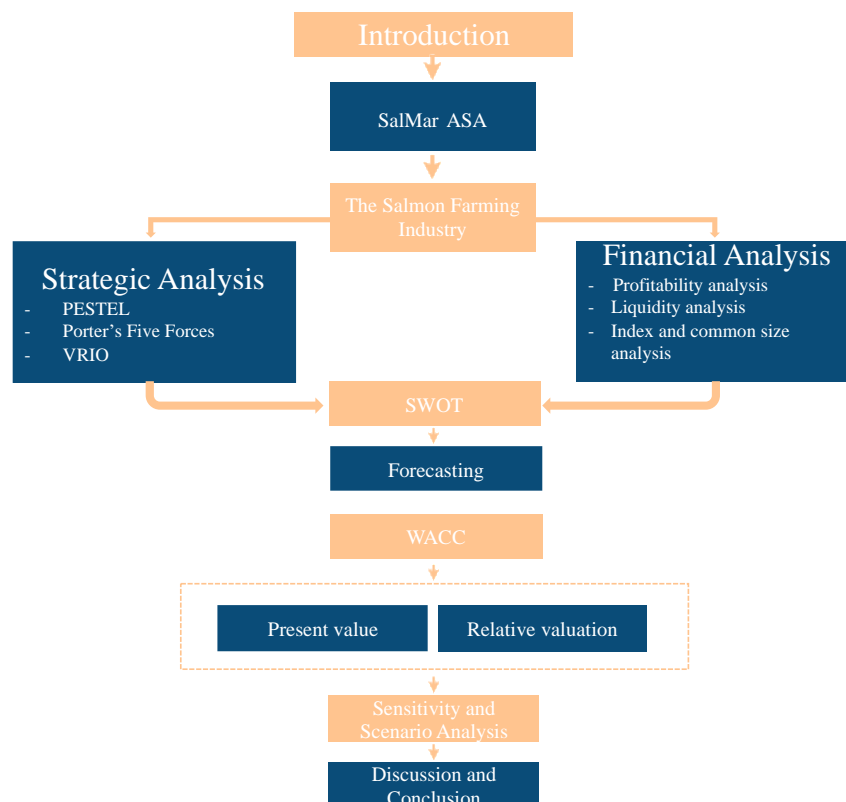 Introduction
SalMar ASA
The Salmon Farming
Industry
Strategic Analysis
- PESTEL
- Porter's Five Forces
- VRIO
Financial Analysis
- Profitability analysis
- Liquidity analysis
- Index and common size
analysis
SWOT
Forecasting
WACC
Present value
Relative valuation
Sensitivity and
Scenario Analysis
Discussion and
Conclusion